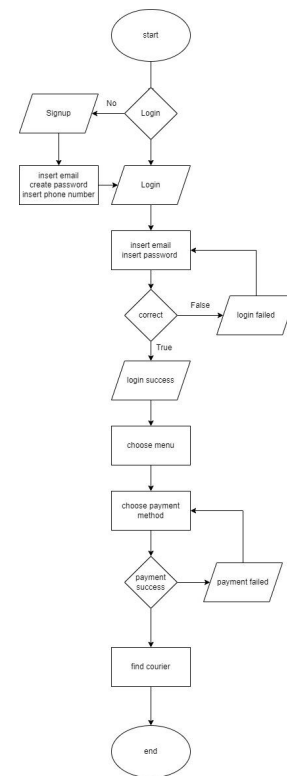 start
No
Login
Signup
insert email
create password
insert phone number
Login
insert email
insert password
correct
False
login failed
True
login success
choose menu
choose payment
method
payment
success
payment failed
find courier
end